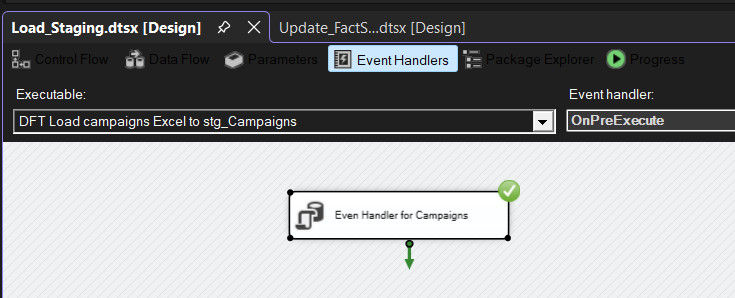 Load_Staging.dtsx [Design]
Update_FactS...dtsx [Design]
Control Flow
Data Flow
Parameters
Event Handlers
Package Explorer
Progress
Executable:
Event handler:
DFT Load campaigns Excel to stg_Campaigns
OnPreExecute
Even Handler for Campaigns